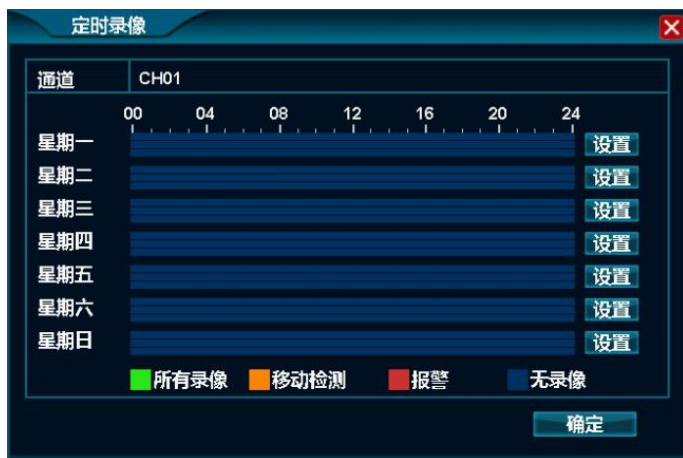 定时录像
通道 CH01
00 04 08 12 16 20 24
星期一 设置
星期二 设置
星期三 设置
星期四 设置
星期五 设置
星期六 设置
星期日 设置
所有录像 移动检测 报警 无录像
确定